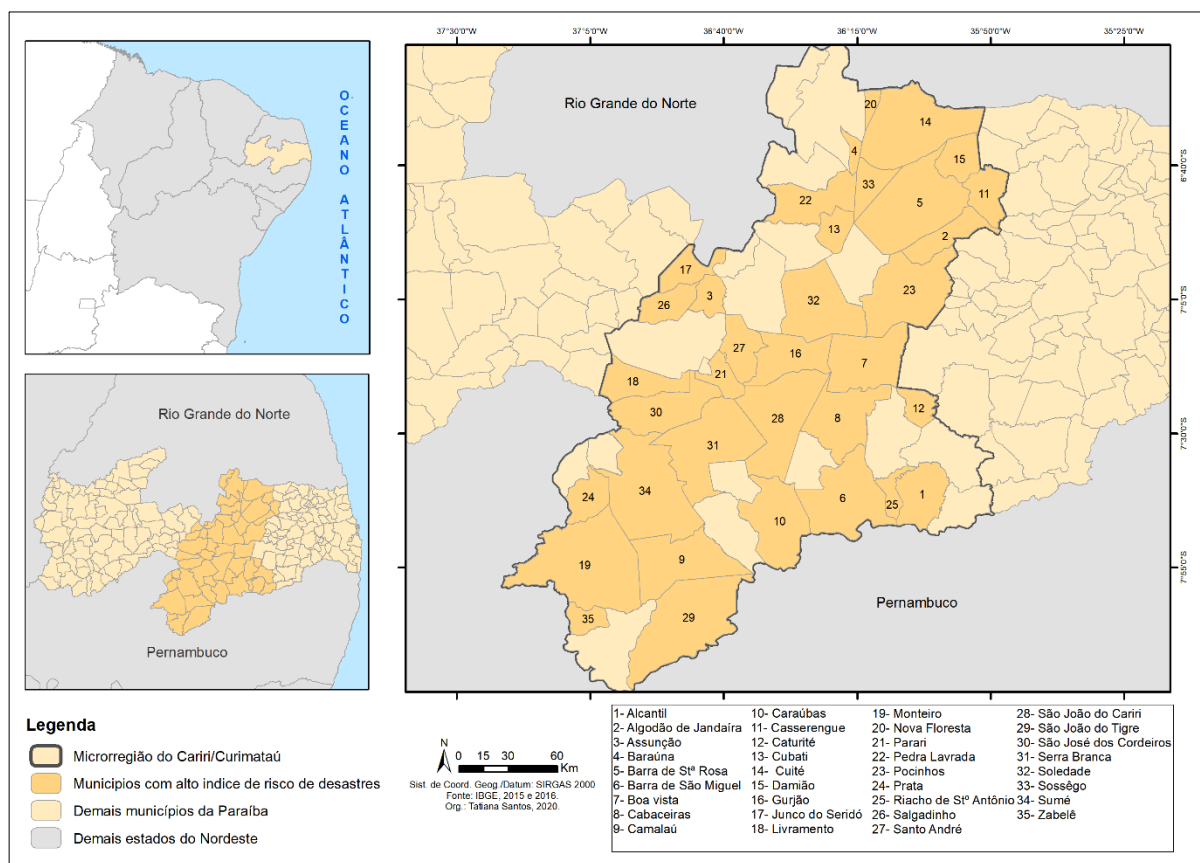 OCEANO ATLÂNTICO
Rio Grande do Norte
Pernambuco
37°30'0"S
37°5'0"S
36°40'0"S
36°15'0"S
35°50'0"S
35°25'0"S
Rio Grande do Norte
Pernambuco
6°40'0"S
7°5'0"S
7°30'0"S
7°55'0"S
20
14
4
15
33
11
22
5
13
2
17
23
3
32
26
27
16
7
21
18
12
30
8
28
31
24
34
6
1
25
10
9
19
35
29
Legenda
Microrregião do Cariri/Curimataú
Municipios com alto indice de risco de desastres
Demais municípios da Paraíba
Demais estados do Nordeste
N
0 15 30 60
Km
Sist. de Coord. Geog./Datum: SIRGAS 2000
Fonte: IBGE, 2015 e 2016.
Org.: Tatiana Santos, 2020.
1- Alcantil
2- Algodão de Jandaíra
3- Assunção
4- Baraúna
5- Barra de Stª Rosa
6- Barra de São Miguel
7- Boa vista
8- Cabaceiras
9- Camalaú
10- Caraúbas
11- Casserengue
12- Caturité
13- Cubati
14- Cuité
15- Damião
16- Gurjão
17- Junco do Seridó
18- Livramento
19- Monteiro
20- Nova Floresta
21- Parari
22- Pedra Lavrada
23- Pocinhos
24- Prata
25- Riacho de Stº Antônio
26- Salgadinho
27- Santo André
28- São João do Cariri
29- São João do Tigre
30- São José dos Cordeiros
31- Serra Branca
32- Soledade
33- Sossêgo
34- Sumé
35- Zabelê